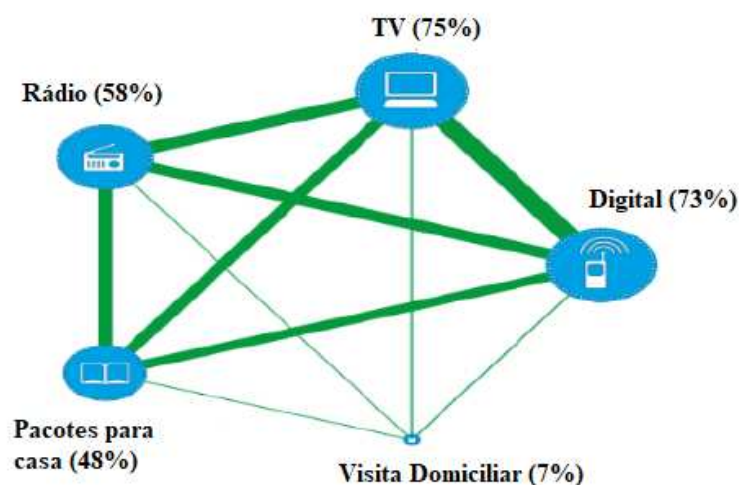 TV (75%)
Rádio (58%)
Digital (73%)
Pacotes para
casa (48%)
Visita Domiciliar (7%)